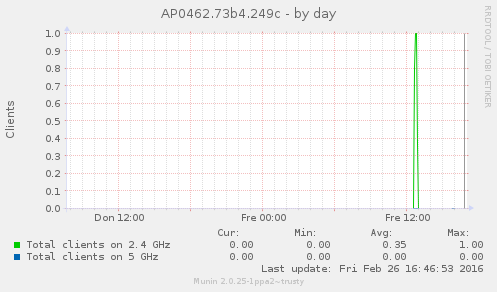 AP0462.73b4.249c - by day
RRDTOOL / TOBI OETIKER
Clients
1.0
0.9
0.8
0.7
0.6
0.5
0.4
0.3
0.2
0.1
0.0
Don 12:00 Fre 00:00 Fre 12:00
Cur: Min: Avg: Max:
Total clients on 2.4 GHz 0.00 0.00 0.35 1.00
Total clients on 5 GHz 0.00 0.00 0.00 0.00
Last update: Fri Feb 26 16:46:53 2016
Munin 2.0.25-1ppa2~trusty